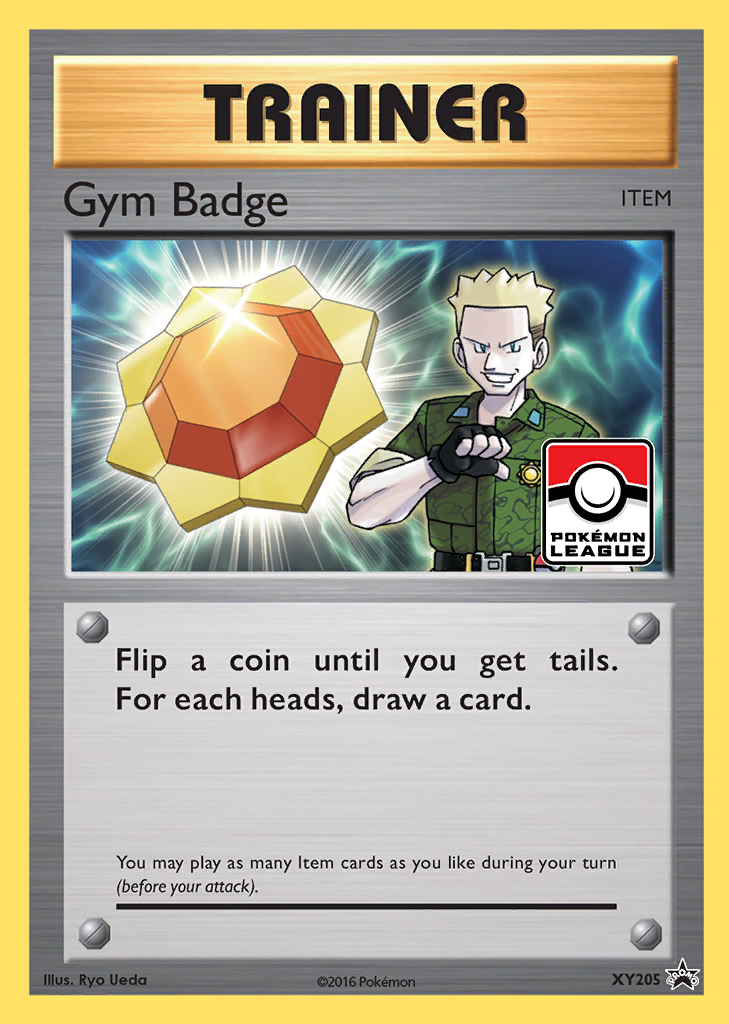 TRAINER
Gym Badge
ITEM
POKÉMON
LEAGUE
Flip a coin until you get tails.
For each heads, draw a card.
You may play as many Item cards as you like during your turn
(before your attack).
Illus. Ryo Ueda
©2016 Pokémon
XY205
PROMO